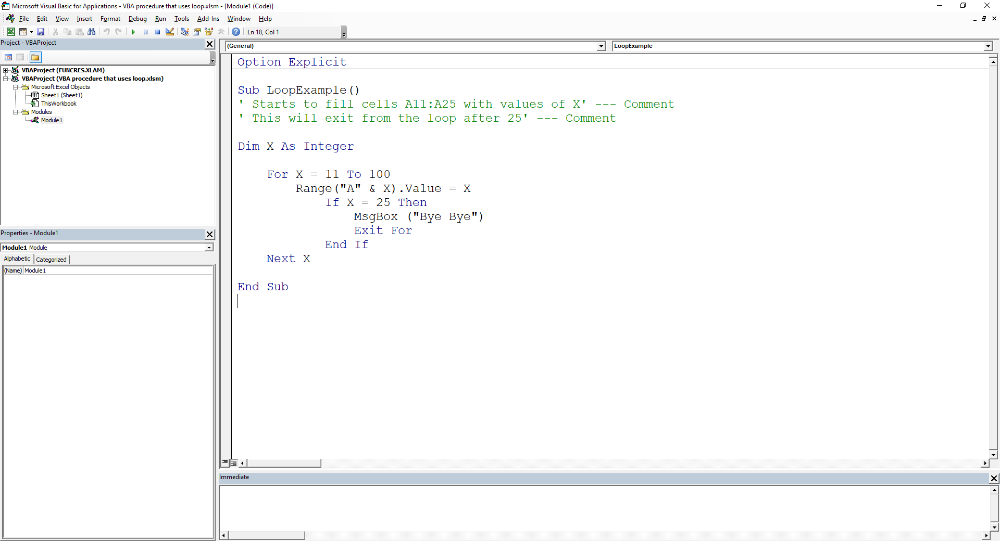 Microsoft Visual Basic for Applications - VBA procedure that uses loop.xlsm - [Module1 (Code)]
File Edit View Insert Format Debug Run Tools Add-Ins Window Help
Ln 18, Col 1
Project - VBAProject
VBAProject (FUNCRES.XLAM)
VBAProject (VBA procedure that uses loop.xlsm)
Microsoft Excel Objects
Sheet1 (Sheet1)
ThisWorkbook
Modules
Module1
Properties - Module1
Module1 Module
Alphabetic Categorized
(Name) Module1
(General) LoopExample
Option Explicit
Sub LoopExample()
' Starts to fill cells A11:A25 with values of X' --- Comment
' This will exit from the loop after 25' --- Comment
Dim X As Integer
For X = 11 To 100
Range("A" & X).Value = X
If X = 25 Then
MsgBox ("Bye Bye")
Exit For
End If
Next X
End Sub
Immediate